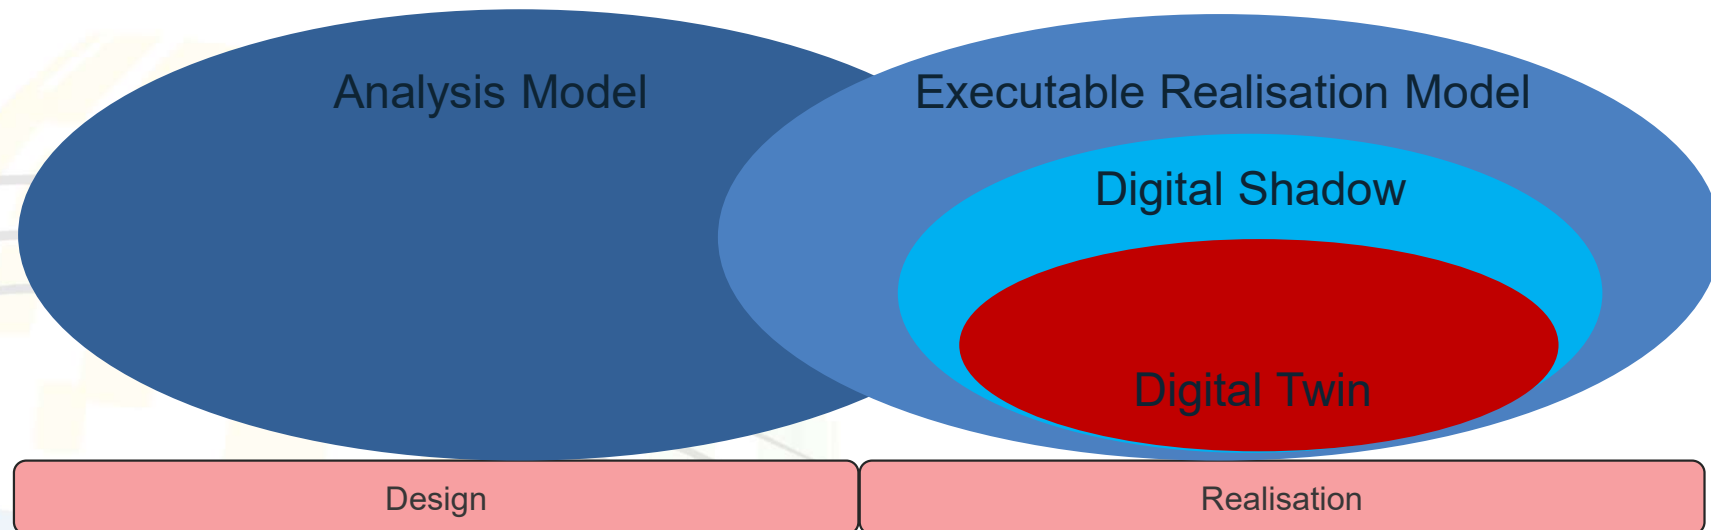 Analysis Model
Executable Realisation Model
Digital Shadow
Digital Twin
Design
Realisation